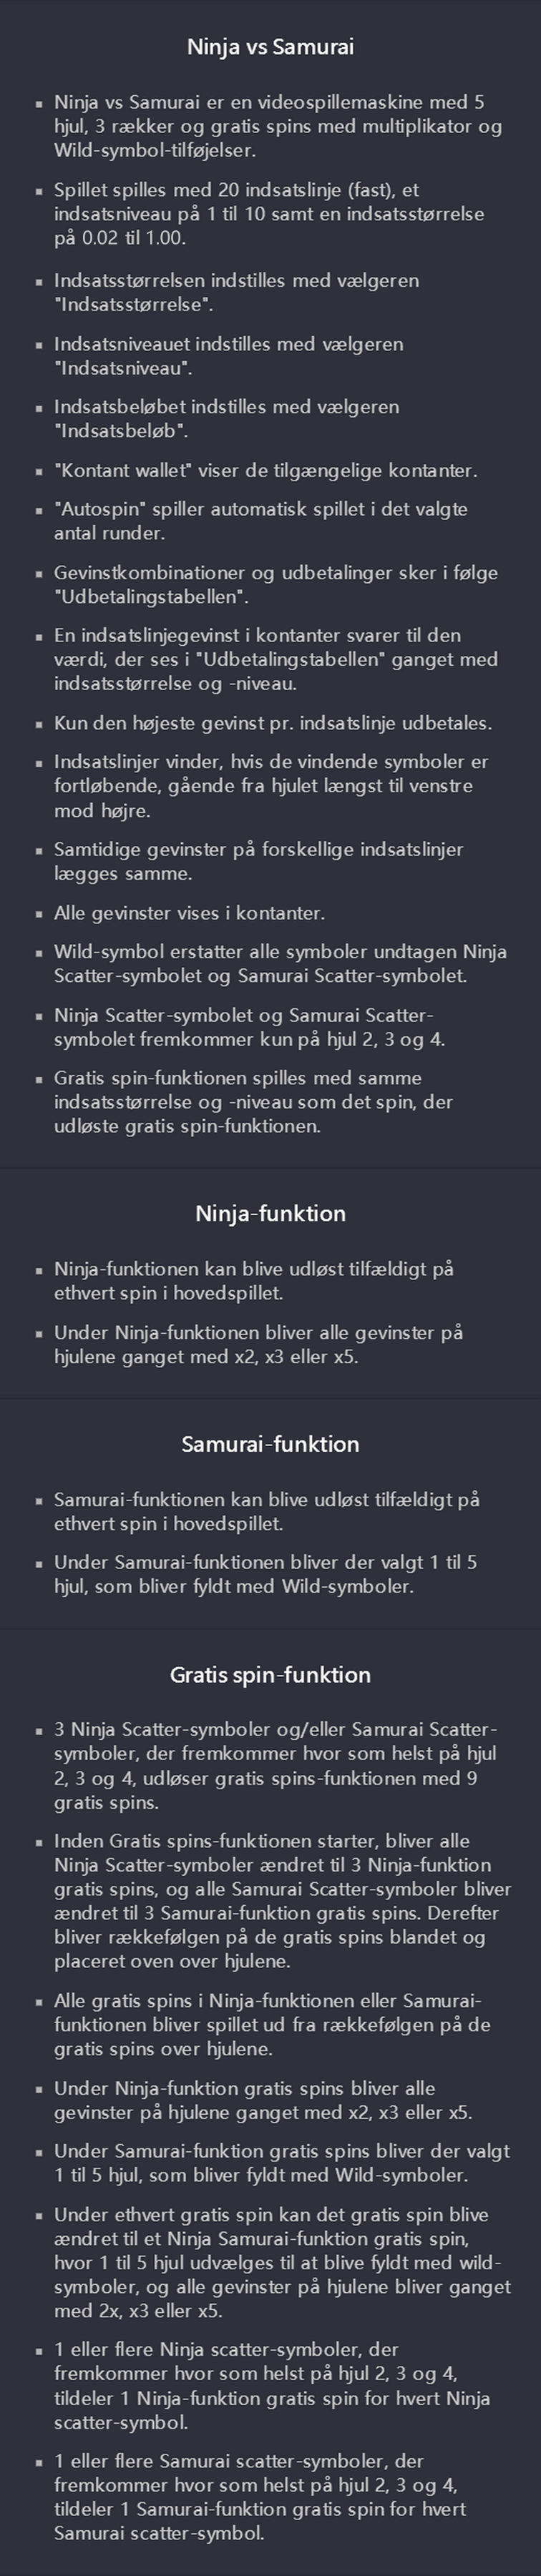 Ninja vs Samurai
▪ Ninja vs Samurai er en videospillemaskine med 5
hjul, 3 rækker og gratis spins med multiplikator og
Wild-symbol-tilføjelser.
▪ Spillet spilles med 20 indsatslinje (fast), et
indsatsniveau på 1 til 10 samt en indsatsstørrelse
på 0.02 til 1.00.
▪ Indsatsstørrelsen indstilles med vælgeren
"Indsatsstørrelse".
▪ Indsatsniveauet indstilles med vælgeren
"Indsatsniveau".
▪ Indsatsbeløbet indstilles med vælgeren
"Indsatsbeløb".
▪ "Kontant wallet" viser de tilgængelige kontanter.
▪ "Autospin" spiller automatisk spillet i det valgte
antal runder.
▪ Gevinstkombinationer og udbetalinger sker i følge
"Udbetalingstabellen".
▪ En indsatslinjegevinst i kontanter svarer til den
værdi, der ses i "Udbetalingstabellen" ganget med
indsatsstørrelse og -niveau.
▪ Kun den højeste gevinst pr. indsatslinje udbetales.
▪ Indsatslinjer vinder, hvis de vindende symboler er
fortløbende, gående fra hjulet længst til venstre
mod højre.
▪ Samtidige gevinster på forskellige indsatslinjer
lægges samme.
▪ Alle gevinster vises i kontanter.
▪ Wild-symbol erstatter alle symboler undtagen Ninja
Scatter-symbolet og Samurai Scatter-symbolet.
▪ Ninja Scatter-symbolet og Samurai Scatter-
symbolet fremkommer kun på hjul 2, 3 og 4.
▪ Gratis spin-funktionen spilles med samme
indsatsstørrelse og -niveau som det spin, der
udløste gratis spin-funktionen.
Ninja-funktion
▪ Ninja-funktionen kan blive udløst tilfældigt på
ethvert spin i hovedspillet.
▪ Under Ninja-funktionen bliver alle gevinster på
hjulene ganget med x2, x3 eller x5.
Samurai-funktion
▪ Samurai-funktionen kan blive udløst tilfældigt på
ethvert spin i hovedspillet.
▪ Under Samurai-funktionen bliver der valgt 1 til 5
hjul, som bliver fyldt med Wild-symboler.
Gratis spin-funktion
▪ 3 Ninja Scatter-symboler og/eller Samurai Scatter-
symboler, der fremkommer hvor som helst på hjul
2, 3 og 4, udløser gratis spins-funktionen med 9
gratis spins.
▪ Inden Gratis spins-funktionen starter, bliver alle
Ninja Scatter-symboler ændret til 3 Ninja-funktion
gratis spins, og alle Samurai Scatter-symboler bliver
ændret til 3 Samurai-funktion gratis spins. Derefter
bliver rækkefølgen på de gratis spins blandet og
placeret oven over hjulene.
▪ Alle gratis spins i Ninja-funktionen eller Samurai-
funktionen bliver spillet ud fra rækkefølgen på de
gratis spins over hjulene.
▪ Under Ninja-funktion gratis spins bliver alle
gevinster på hjulene ganget med x2, x3 eller x5.
▪ Under Samurai-funktion gratis spins bliver der valgt
1 til 5 hjul, som bliver fyldt med Wild-symboler.
▪ Under ethvert gratis spin kan det gratis spin blive
ændret til et Ninja Samurai-funktion gratis spin,
hvor 1 til 5 hjul udvælges til at blive fyldt med wild-
symboler, og alle gevinster på hjulene bliver ganget
med 2x, x3 eller x5.
▪ 1 eller flere Ninja scatter-symboler, der
fremkommer hvor som helst på hjul 2, 3 og 4,
tildeler 1 Ninja-funktion gratis spin for hvert Ninja
scatter-symbol.
▪ 1 eller flere Samurai scatter-symboler, der
fremkommer hvor som helst på hjul 2, 3 og 4,
tildeler 1 Samurai-funktion gratis spin for hvert
Samurai scatter-symbol.